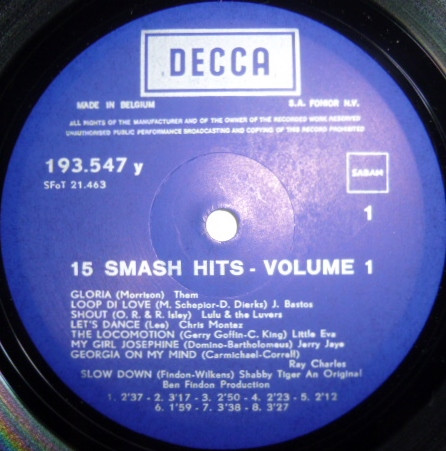 DECCA
MADE IN BELGIUM S.A. FONIOR N.V.
ALL RIGHTS OF THE MANUFACTURER AND OF THE OWNER OF THE RECORDED WORK RESERVED
UNAUTHORISED PUBLIC PERFORMANCE BROADCASTING AND COPYING OF THIS RECORD PROHIBITED
193.547 y
SFoT 21.463
SABAM
1
15 SMASH HITS - VOLUME 1
GLORIA (Morrison) Them
LOOP DI LOVE (M. Schepior-D. Dierks) J. Bastos
SHOUT (O. R. & R. Isley) Lulu & the Luvers
LET'S DANCE (Lee) Chris Montez
THE LOCOMOTION (Gerry Goffin-C. King) Little Eva
MY GIRL JOSEPHINE (Domino-Bartholomeus) Jerry Jaye
GEORGIA ON MY MIND (Carmichael-Correll)
Ray Charles
SLOW DOWN (Findon-Wilkens) Shabby Tiger An Original
Ben Findon Production
1. 2'37 - 2. 3'17 - 3. 2'50 - 4. 2'23 - 5. 2'12
6. 1'59 - 7. 3'38 - 8. 3'27